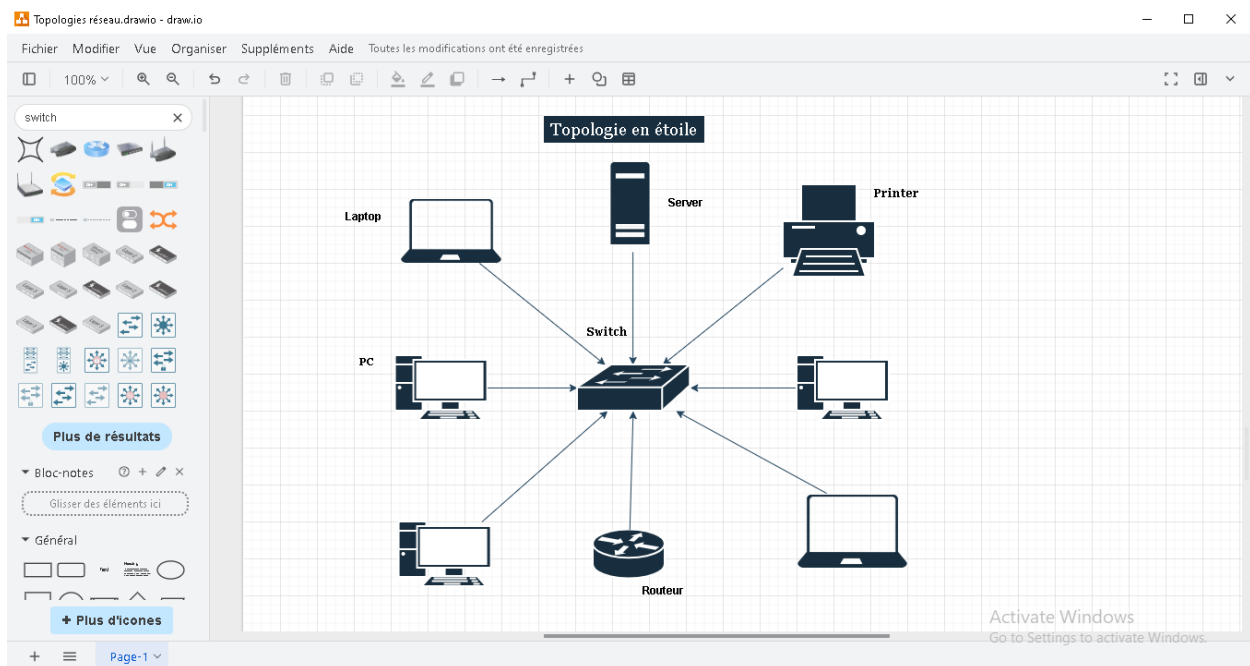 Topologies réseau.drawio - draw.io
Fichier Modifier Vue Organiser Suppléments Aide Toutes les modifications ont été enregistrées
100%
switch
Topologie en étoile
Printer
Server
Laptop
Switch
PC
Plus de résultats
Bloc-notes
Glisser des éléments ici
Général
Routeur
+ Plus d'icones
Activate Windows
Go to Settings to activate Windows.
Page-1